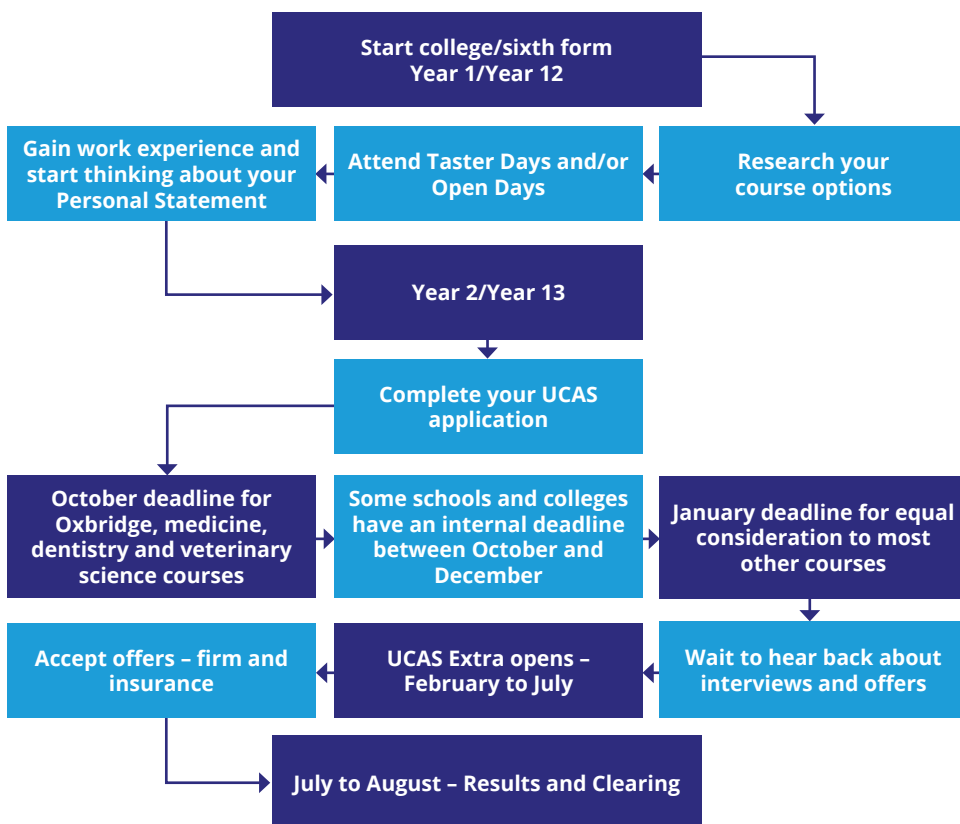 Start college/sixth form
Year 1/Year 12
Research your
course options
Attend Taster Days and/or
Open Days
Gain work experience and
start thinking about your
Personal Statement
Year 2/Year 13
Complete your UCAS
application
October deadline for
Oxbridge, medicine,
dentistry and veterinary
science courses
Some schools and colleges
have an internal deadline
between October and
December
January deadline for equal
consideration to most
other courses
Wait to hear back about
interviews and offers
UCAS Extra opens –
February to July
Accept offers – firm and
insurance
July to August – Results and Clearing